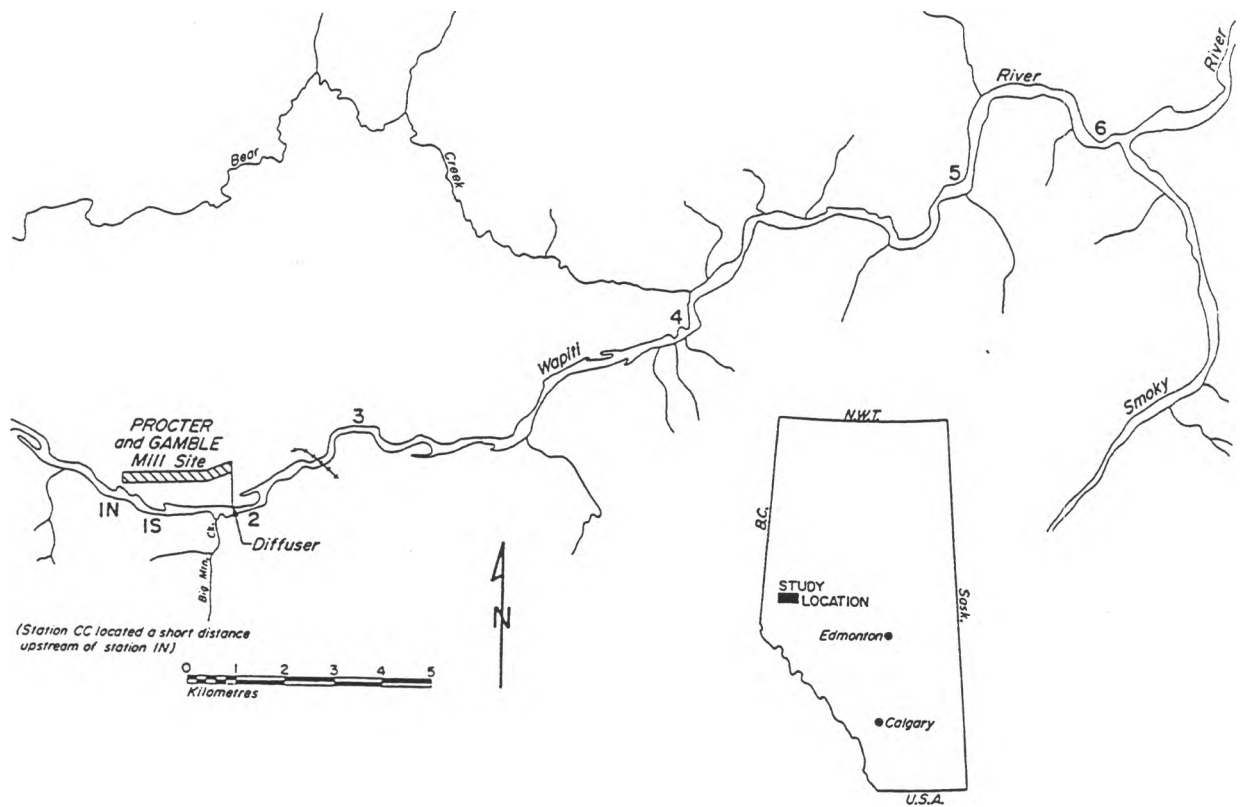 River
River
6
Bear
Creek
5
4
Wapiti
Smoky
3
PROCTER
and GAMBLE
Mill Site
1N
1S
2
Diffuser
Big Mtn. Ck.
N
(Station CC located a short distance
upstream of station 1N)
0 1 2 3 4 5
Kilometres
N.W.T.
B.C.
Sask.
STUDY
LOCATION
Edmonton
Calgary
U.S.A.